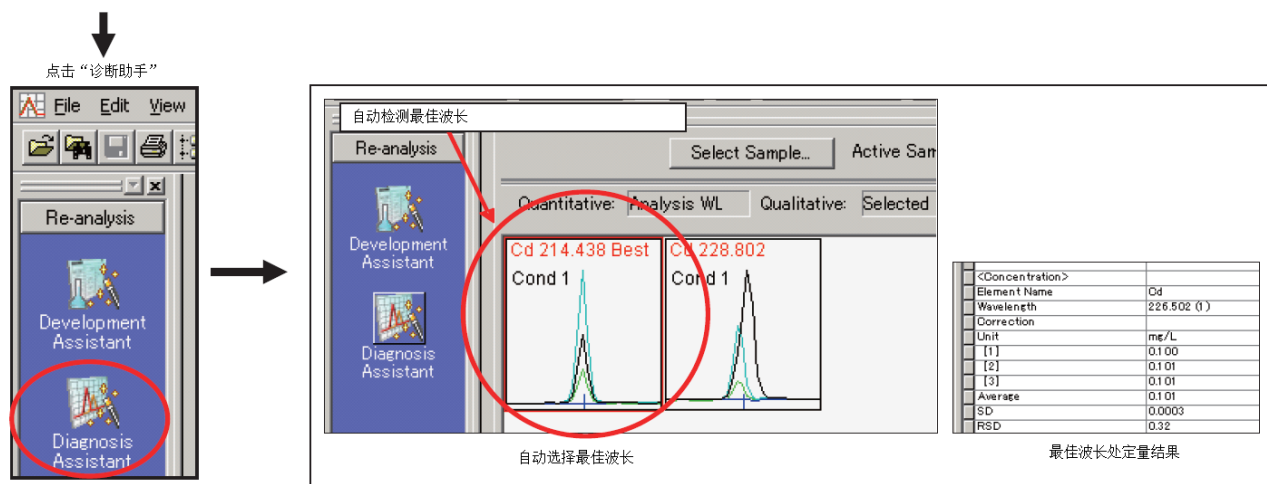 点击“诊断助手”
File Edit View
Re-analysis
Development
Assistant
Diagnosis
Assistant
自动检测最佳波长
Re-analysis
Select Sample...
Active Sam
Quantitative: Analysis WL Qualitative: Selected
Development
Assistant
Diagnosis
Assistant
Cd 214.438 Best
Cond 1
Cd 228.802
Cond 1
自动选择最佳波长
<Concentration>
Element Name Cd
Wavelength 226.502 (1)
Correction
Unit mg/L
[1] 0.100
[2] 0.101
[3] 0.101
Average 0.101
SD 0.0003
RSD 0.32
最佳波长处定量结果